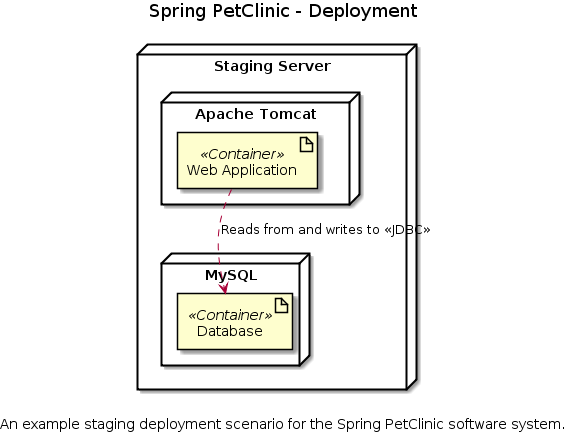 Spring PetClinic - Deployment
Staging Server
Apache Tomcat
«Container»
Web Application
Reads from and writes to «JDBC»
MySQL
«Container»
Database
An example staging deployment scenario for the Spring PetClinic software system.